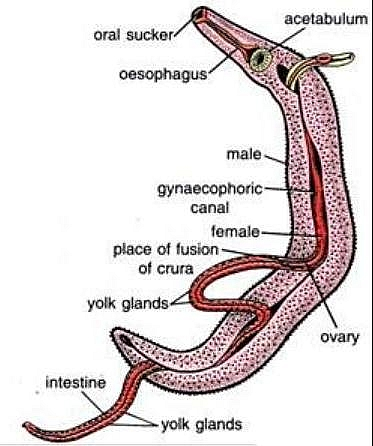 acetabulum
oral sucker
oesophagus
male
gynaecophoric
canal
female
place of fusion
of crura
yolk glands
ovary
intestine
yolk glands